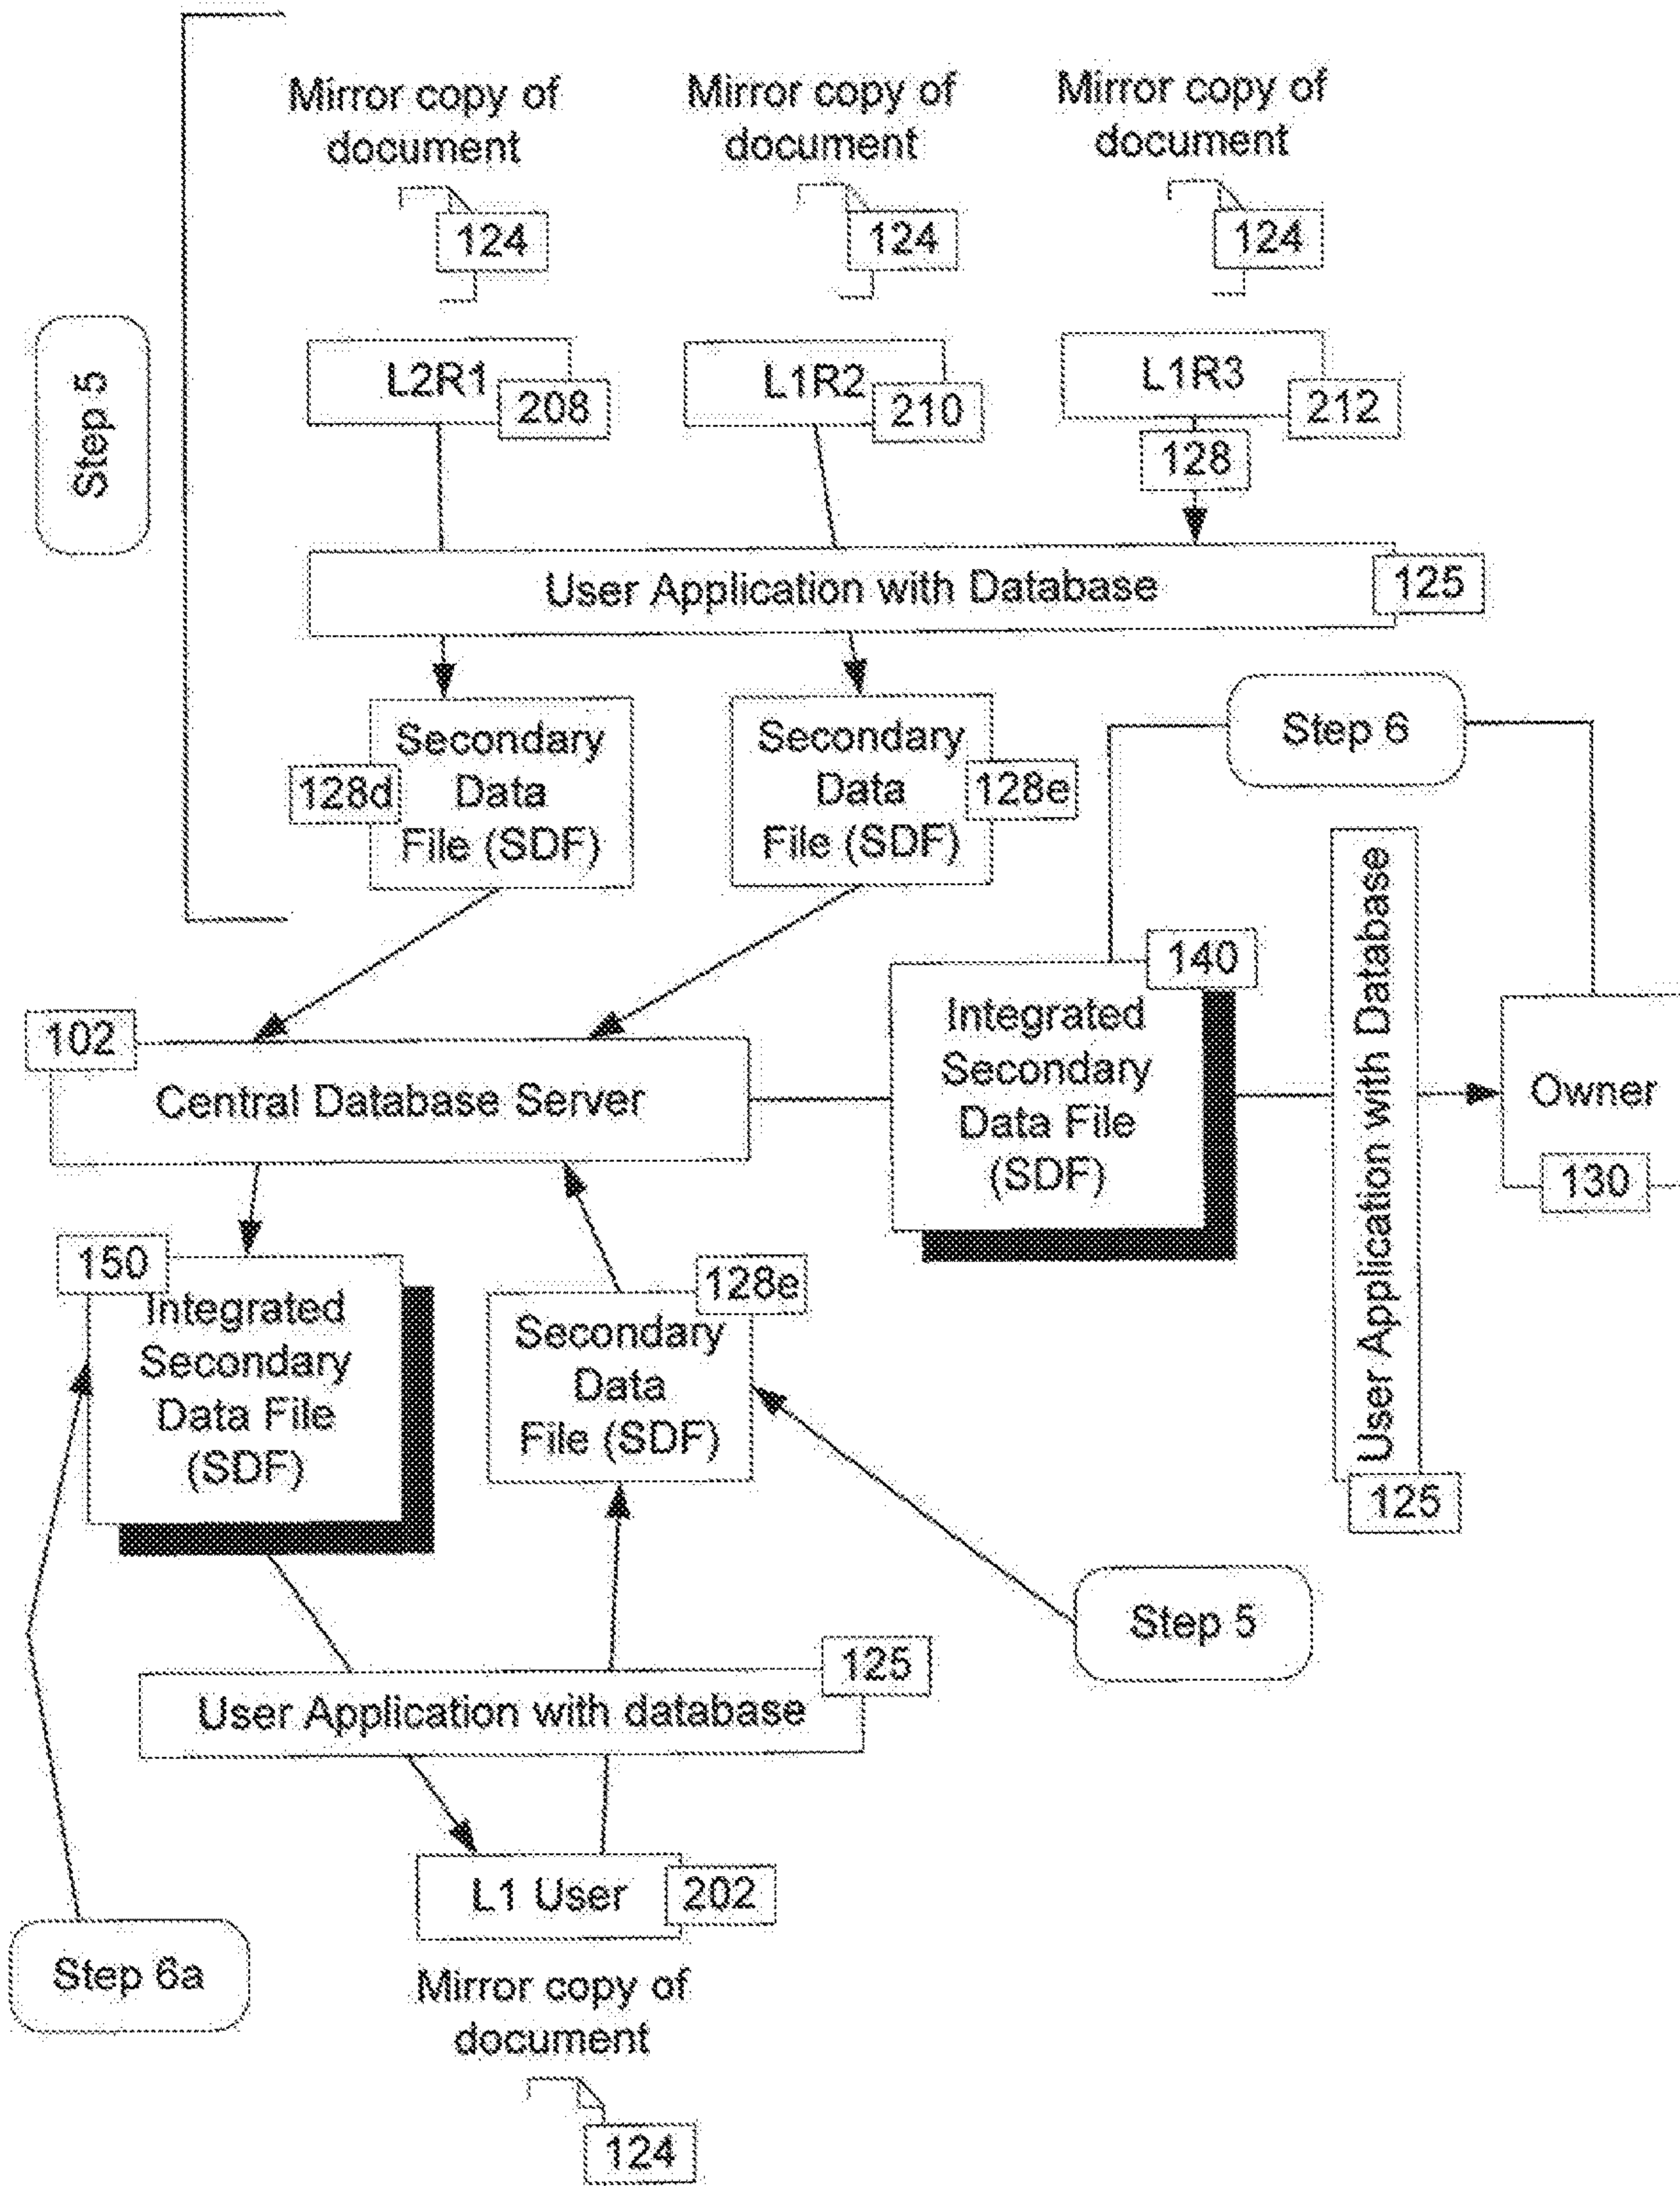 Step 5
Mirror copy of
document
124
Mirror copy of
document
124
Mirror copy of
document
124
L2R1
208
L1R2
210
L1R3
212
128
User Application with Database
125
Secondary
Data
File (SDF)
128d
Secondary
Data
File (SDF)
128e
Step 6
102
Central Database Server
140
Integrated
Secondary
Data File
(SDF)
User Application with Database
125
Owner
130
150
Integrated
Secondary
Data File
(SDF)
128e
Secondary
Data
File (SDF)
Step 5
125
User Application with database
L1 User
202
Step 6a
Mirror copy of
document
124